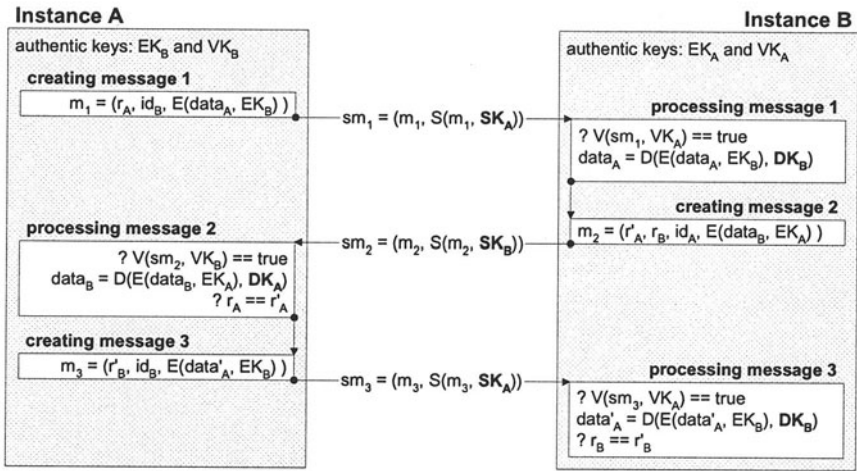 Instance A
Instance B
authentic keys: EK_B and VK_B
authentic keys: EK_A and VK_A
creating message 1
m_1 = (r_A, id_B, E(data_A, EK_B) )
sm_1 = (m_1, S(m_1, SK_A))
processing message 1
? V(sm_1, VK_A) == true
data_A = D(E(data_A, EK_B), DK_B)
creating message 2
m_2 = (r'_A, r_B, id_A, E(data_B, EK_A) )
sm_2 = (m_2, S(m_2, SK_B))
processing message 2
? V(sm_2, VK_B) == true
data_B = D(E(data_B, EK_A), DK_A)
? r_A == r'_A
creating message 3
m_3 = (r'_B, id_B, E(data'_A, EK_B) )
sm_3 = (m_3, S(m_3, SK_A))
processing message 3
? V(sm_3, VK_A) == true
data'_A = D(E(data'_A, EK_B), DK_B)
? r_B == r'_B